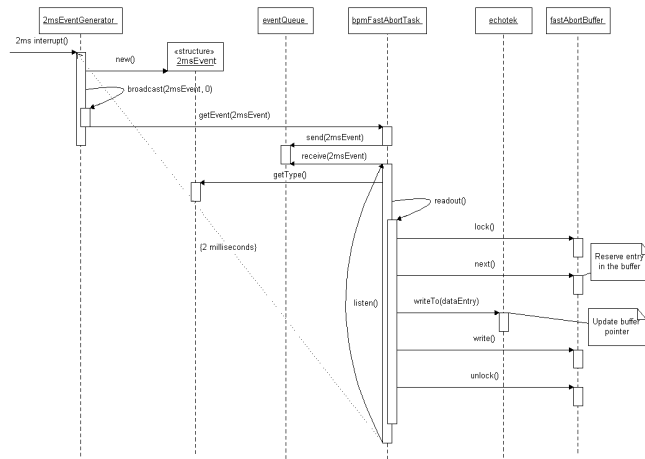 2msEventGenerator
eventQueue
bpmFastAbortTask
echotek
fastAbortBuffer
2ms interrupt()
«structure»
2msEvent
new()
broadcast(2msEvent, 0)
getEvent(2msEvent)
send(2msEvent)
receive(2msEvent)
getType()
readout()
lock()
{2 milliseconds}
Reserve entry
in the buffer
next()
listen()
writeTo(dataEntry)
Update buffer
pointer
write()
unlock()